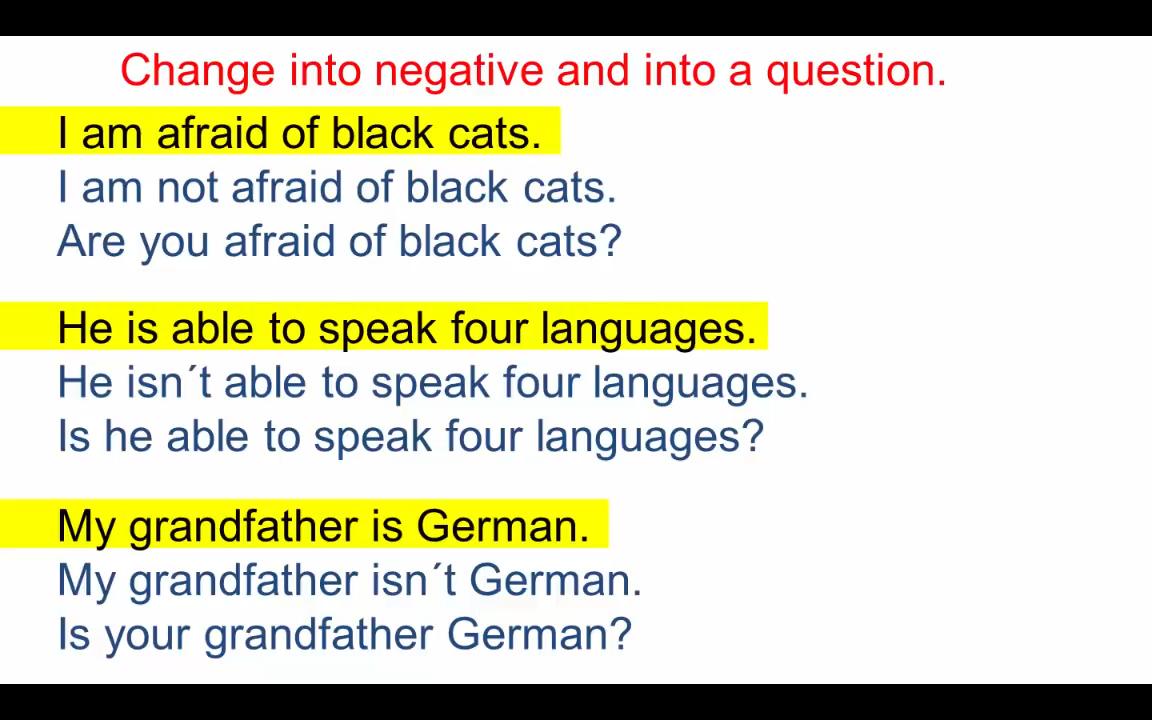 Change into negative and into a question.
I am afraid of black cats.
I am not afraid of black cats.
Are you afraid of black cats?
He is able to speak four languages.
He isn´t able to speak four languages.
Is he able to speak four languages?
My grandfather is German.
My grandfather isn´t German.
Is your grandfather German?